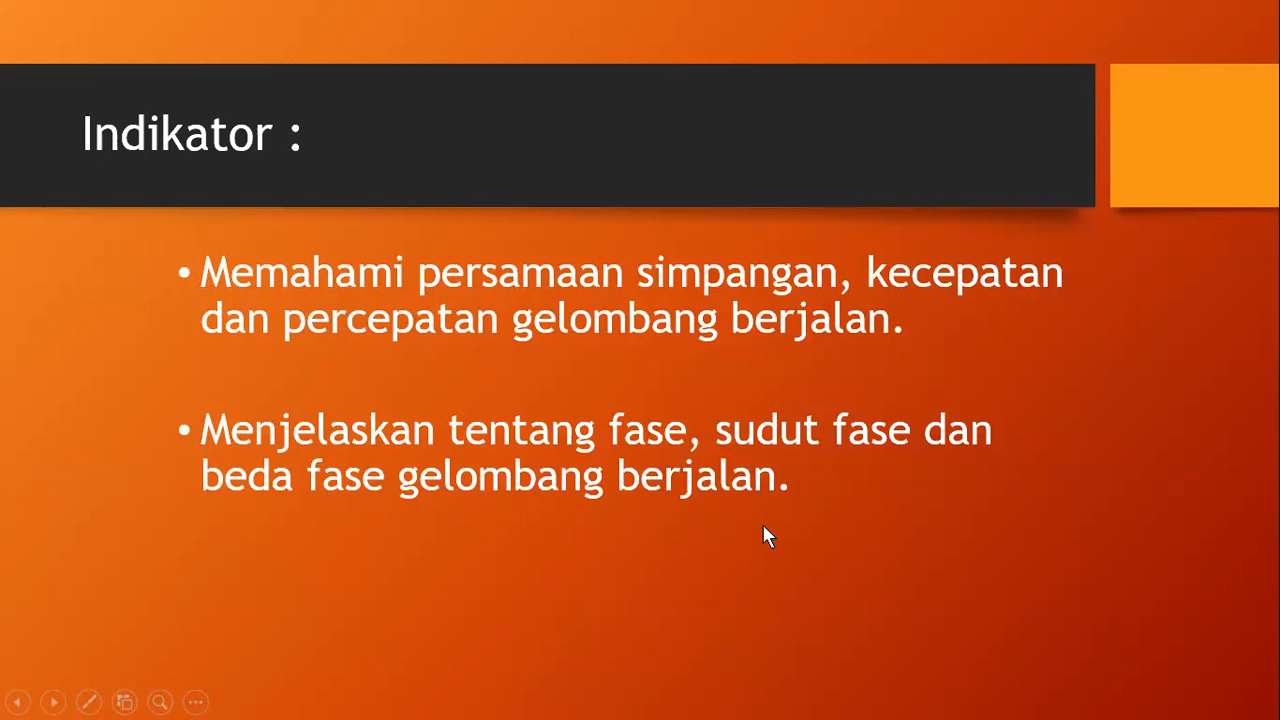 Indikator :
• Memahami persamaan simpangan, kecepatan
dan percepatan gelombang berjalan.
• Menjelaskan tentang fase, sudut fase dan
beda fase gelombang berjalan.